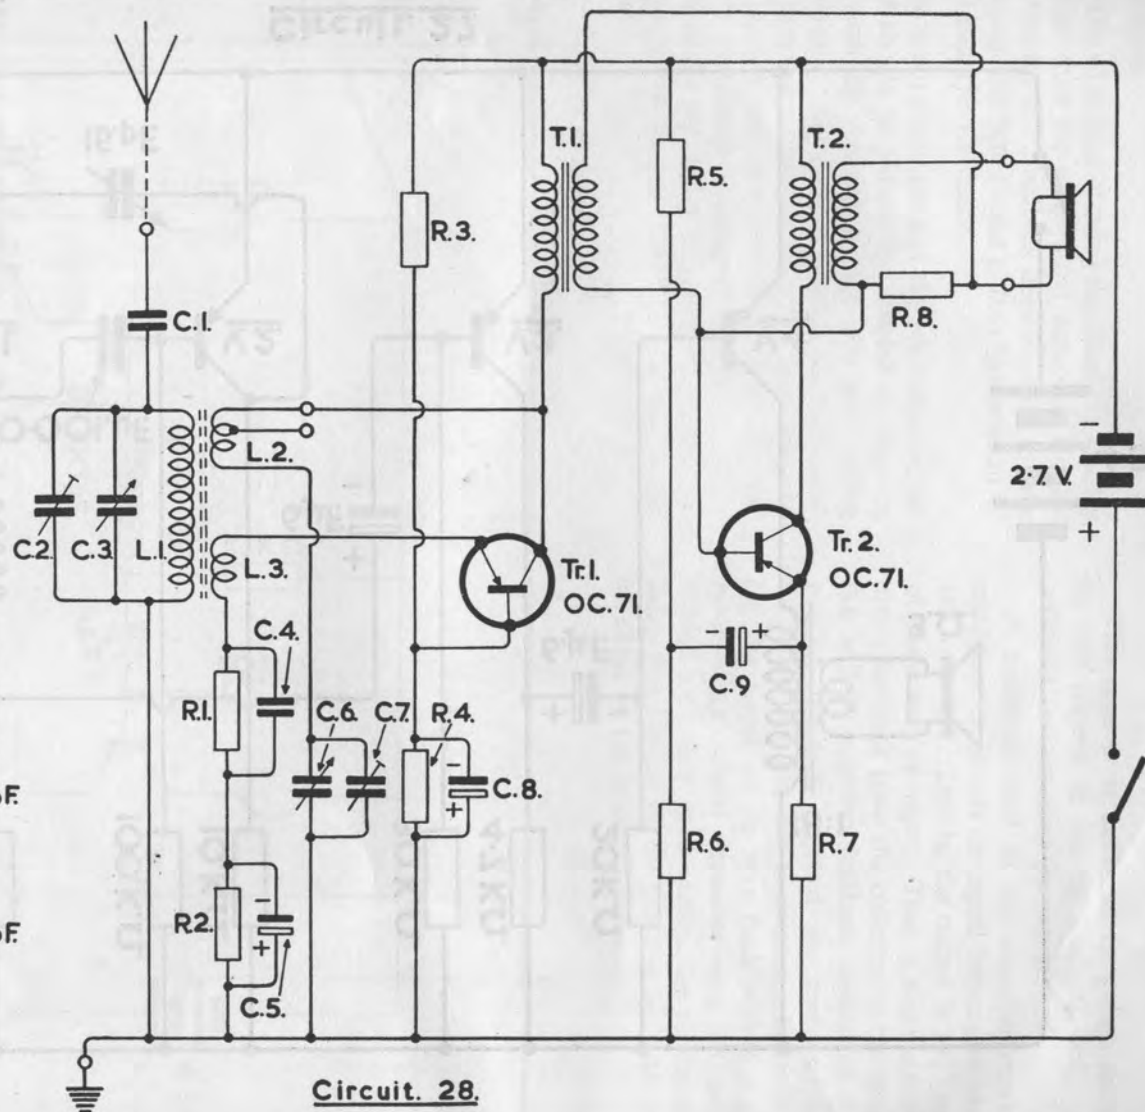 T.1.
T.2.
R.3.
R.5.
R.8.
C.1.
L.2.
C.2.
C.3.
L.1.
L.3.
-
2·7. V.
+
Tr.1.
OC.71.
Tr.2.
OC.71.
C.4.
R.1.
- +
C.9
C.6.
C.7.
R.4.
-
+
C.8.
R.6.
R.7
R.2.
-
+
C.5.
Circuit. 28.